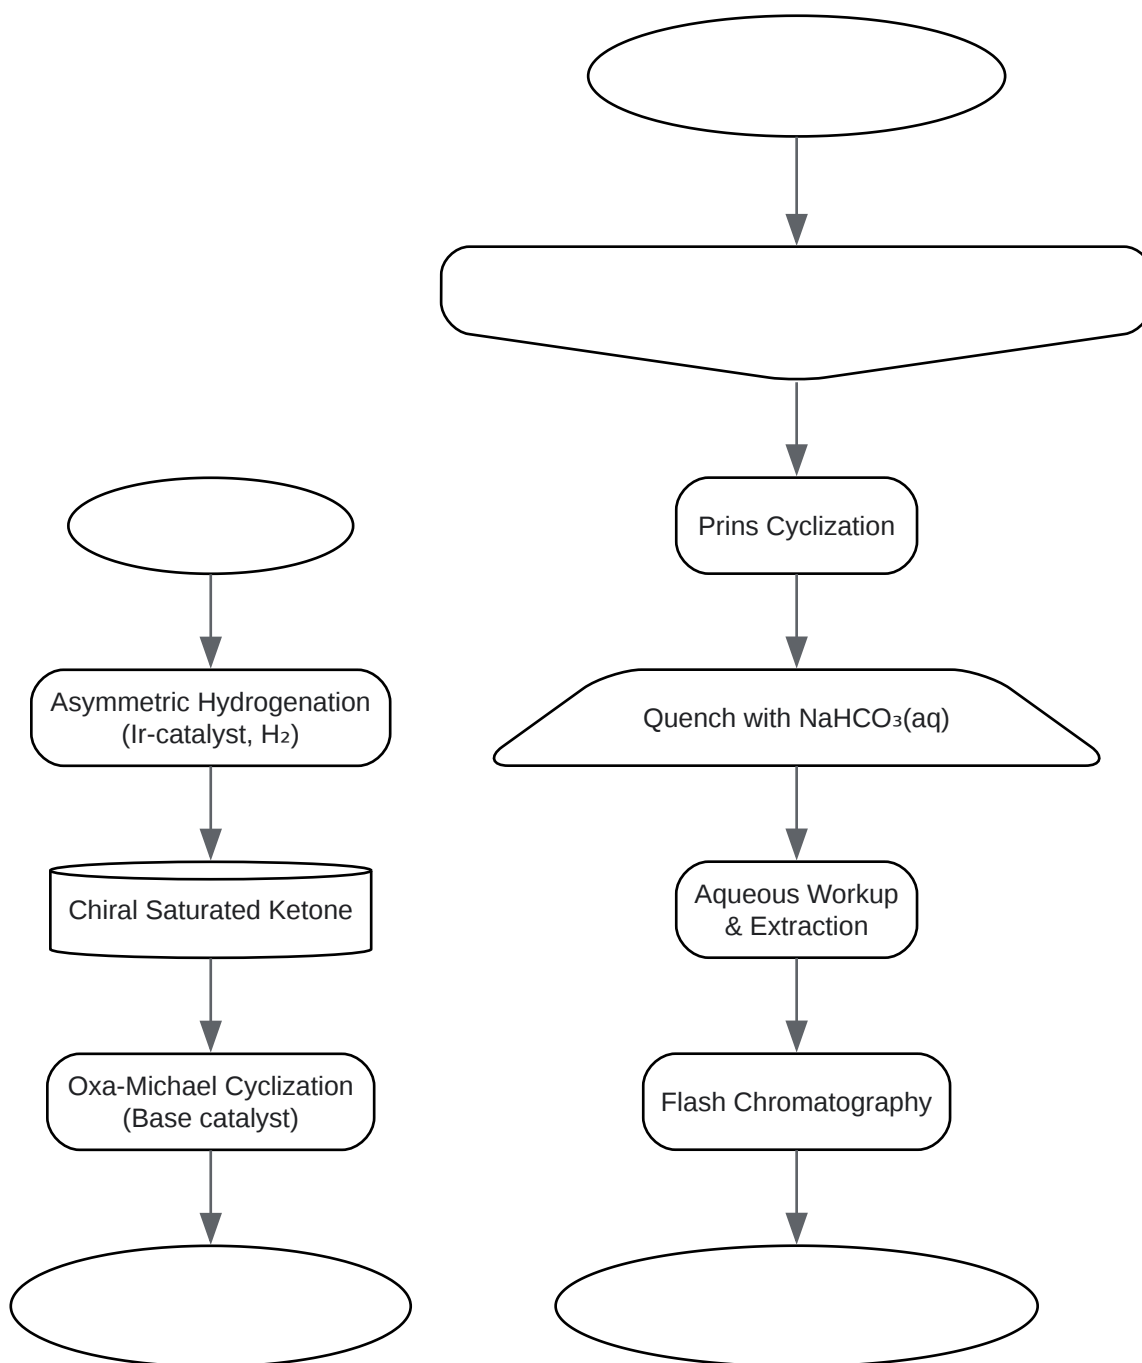 Prins Cyclization
Asymmetric Hydrogenation
(Ir-catalyst, H₂)
Quench with NaHCO₃(aq)
Chiral Saturated Ketone
Aqueous Workup
& Extraction
Oxa-Michael Cyclization
(Base catalyst)
Flash Chromatography